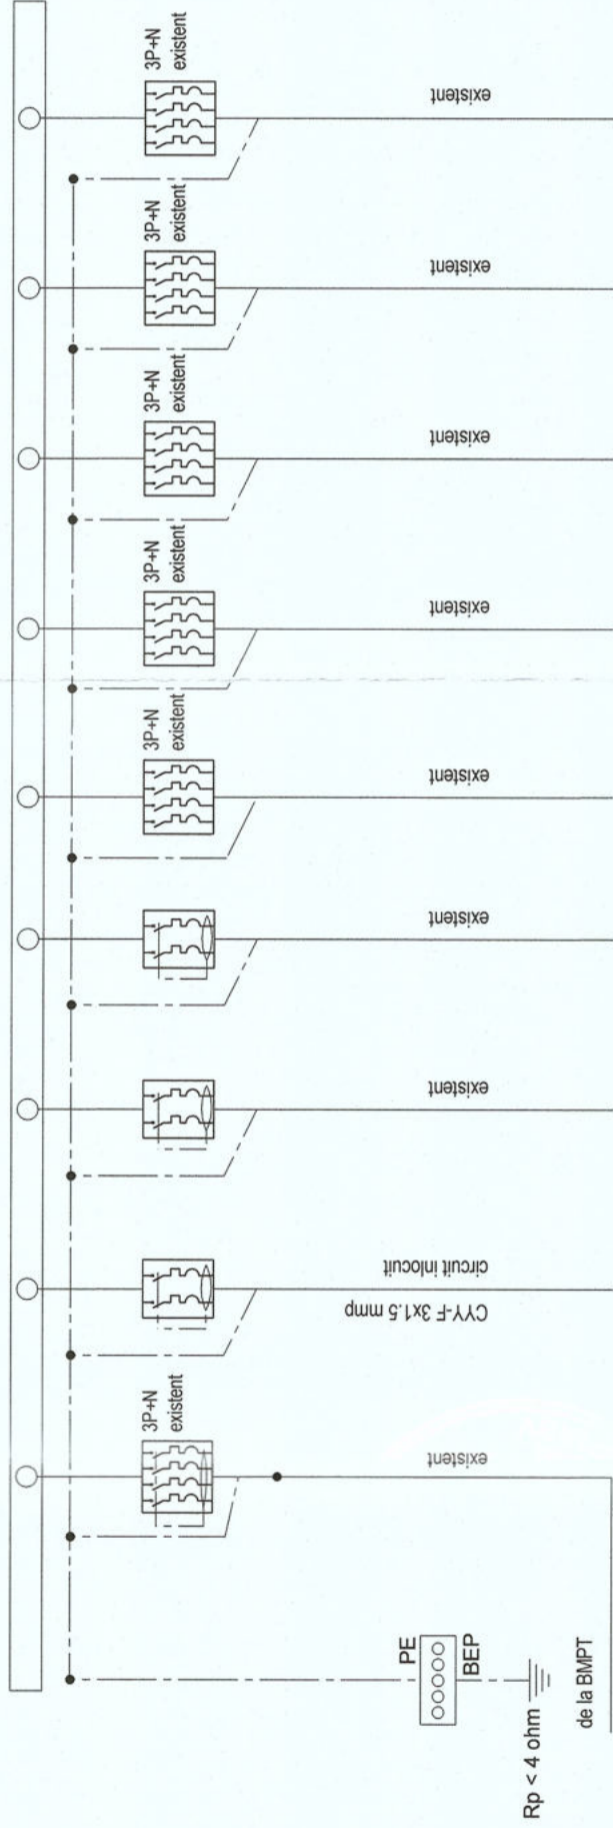 3P+N
existent
existent
3P+N
existent
existent
3P+N
existent
existent
3P+N
existent
existent
3P+N
existent
existent
existent
existent
circuit inlocuit
CYY-F 3x1.5 mmp
3P+N
existent
existent
PE
BEP
Rp < 4 ohm
de la BMPT